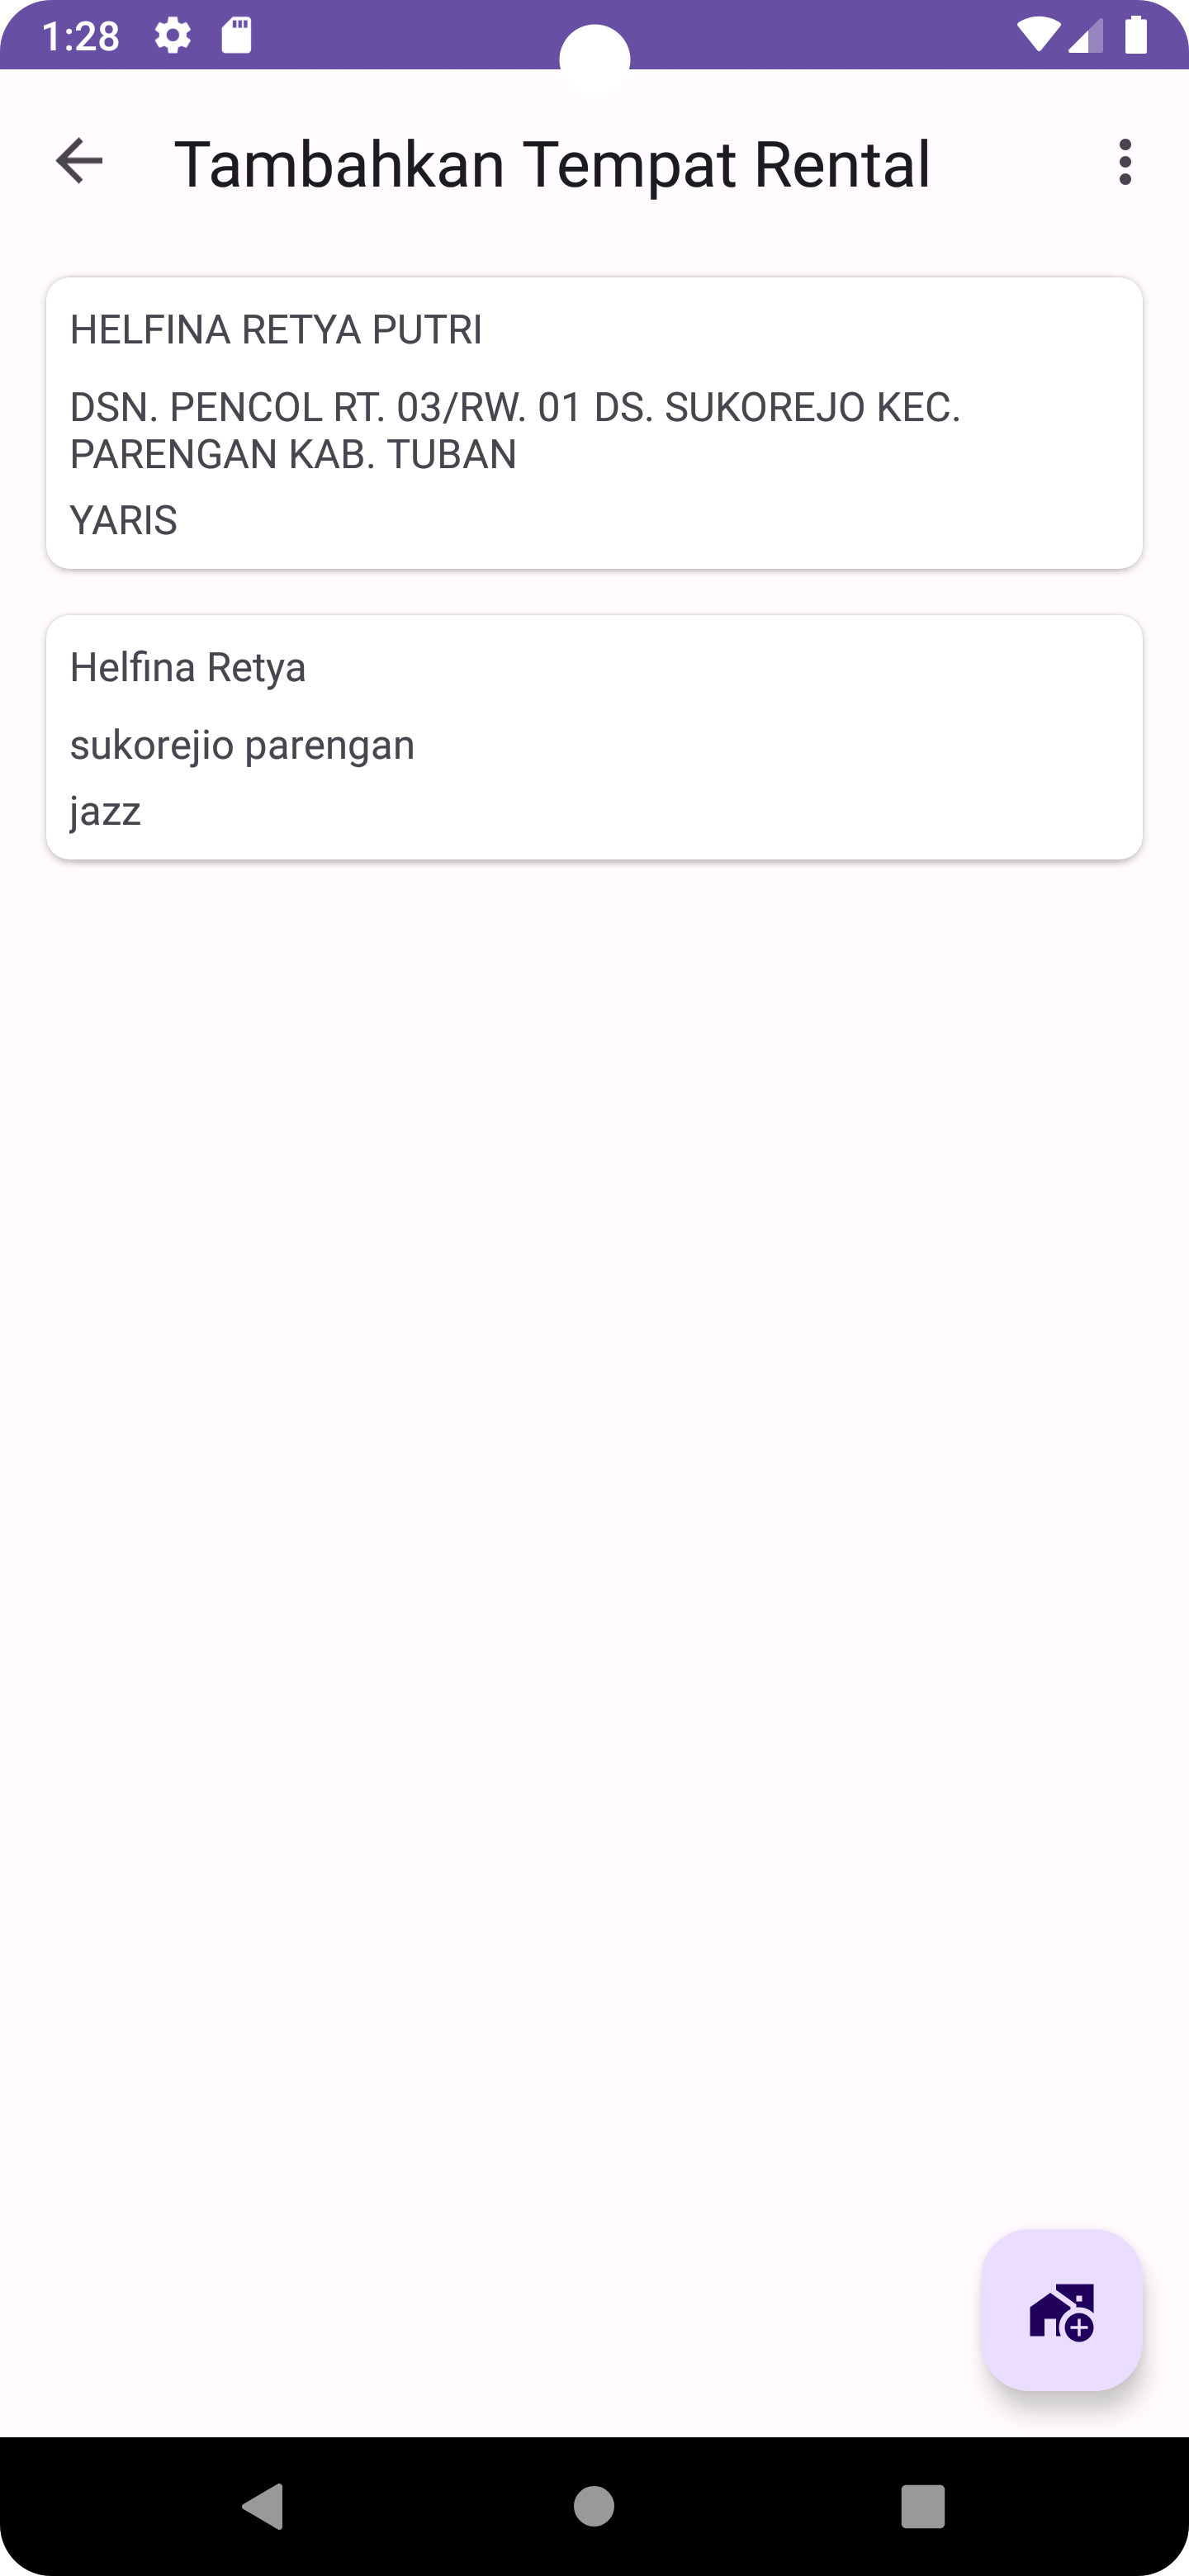 1:28
Tambahkan Tempat Rental
HELFINA RETYA PUTRI
DSN. PENCOL RT. 03/RW. 01 DS. SUKOREJO KEC.
PARENGAN KAB. TUBAN
YARIS
Helfina Retya
sukorejio parengan
jazz